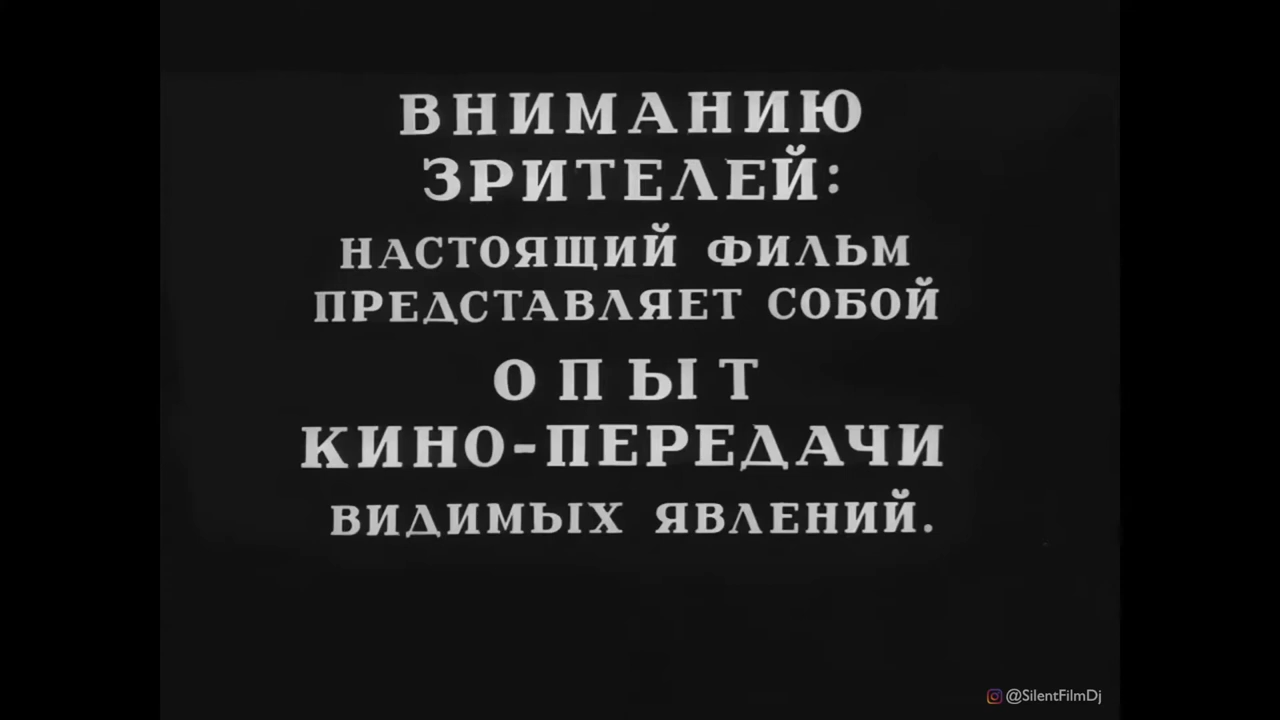 ВНИМАНИЮ
ЗРИТЕЛЕЙ:
НАСТОЯЩИЙ ФИЛЬМ
ПРЕДСТАВЛЯЕТ СОБОЙ
ОПЫТ
КИНО-ПЕРЕДАЧИ
ВИДИМЫХ ЯВЛЕНИЙ.
@SilentFilmDj